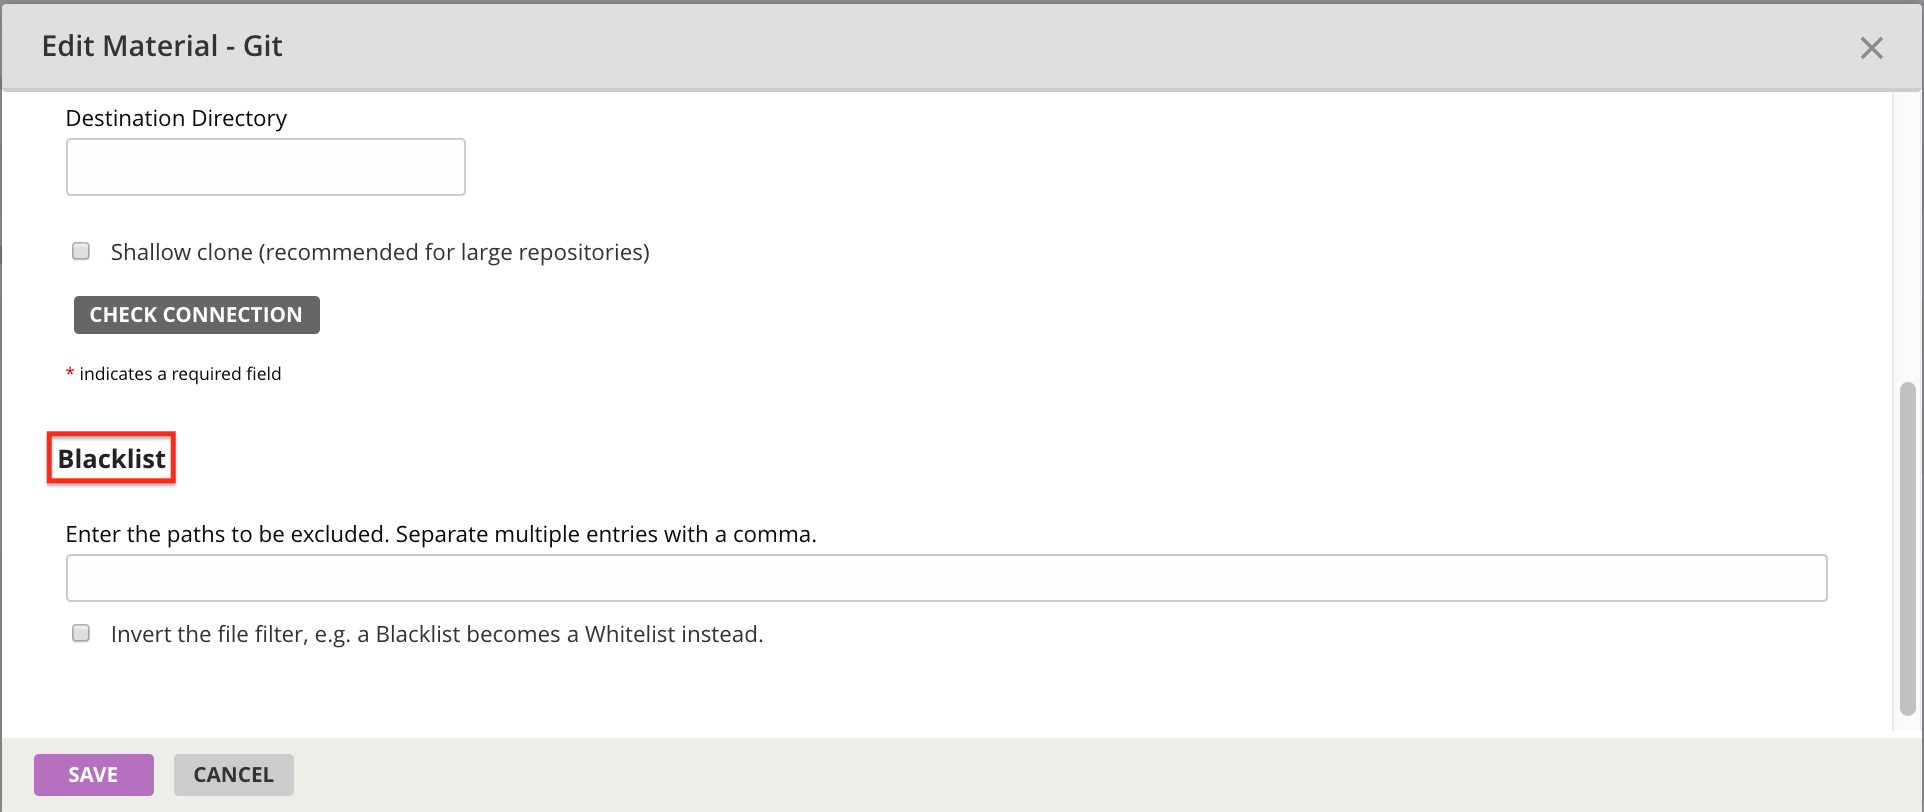 Edit Material - Git
Destination Directory
Shallow clone (recommended for large repositories)
CHECK CONNECTION
* indicates a required field
Blacklist
Enter the paths to be excluded. Separate multiple entries with a comma.
Invert the file filter, e.g. a Blacklist becomes a Whitelist instead.
SAVE CANCEL